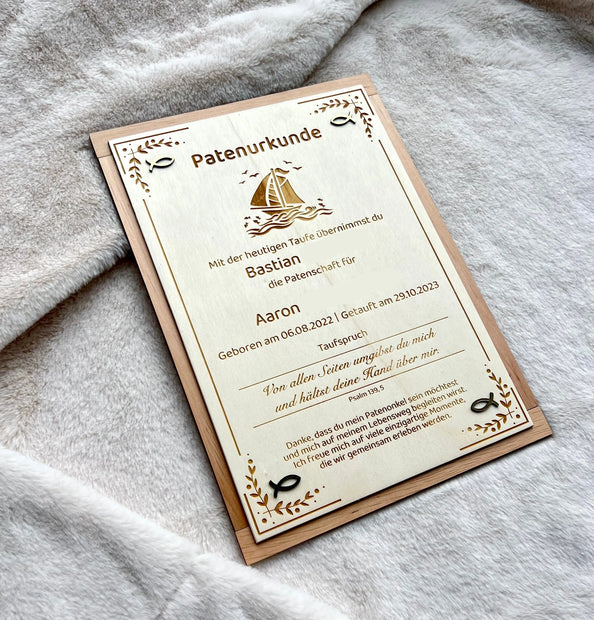 Patenurkunde
Mit der heutigen Taufe übernimmst du
Bastian
die Patenschaft für
Aaron
Geboren am 06.08.2022 | Getauft am 29.10.2023
Taufspruch
Von allen Seiten umgibst du mich
und hältst deine Hand über mir.
Psalm 139,5
Danke, dass du mein Patenonkel sein möchtest
und mich auf meinem Lebensweg begleiten wirst.
Ich freue mich auf viele einzigartige Momente,
die wir gemeinsam erleben werden.